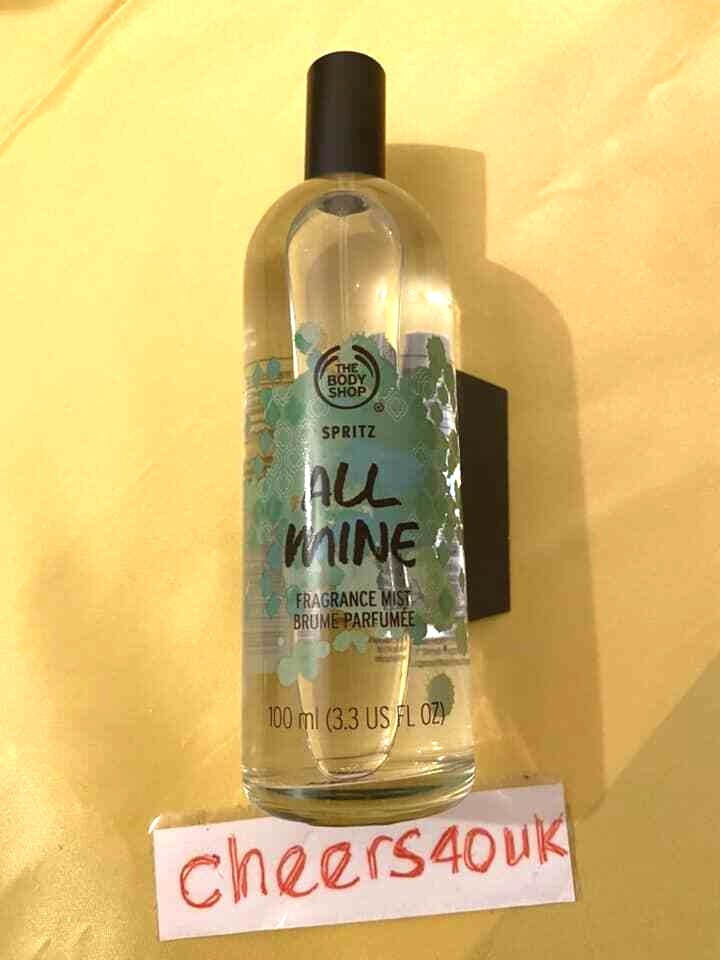 THE
BODY
SHOP
®
SPRITZ
ALL
MINE
FRAGRANCE MIST
BRUME PARFUMÉE
100 ml (3.3 US FL OZ)
cheers40uk